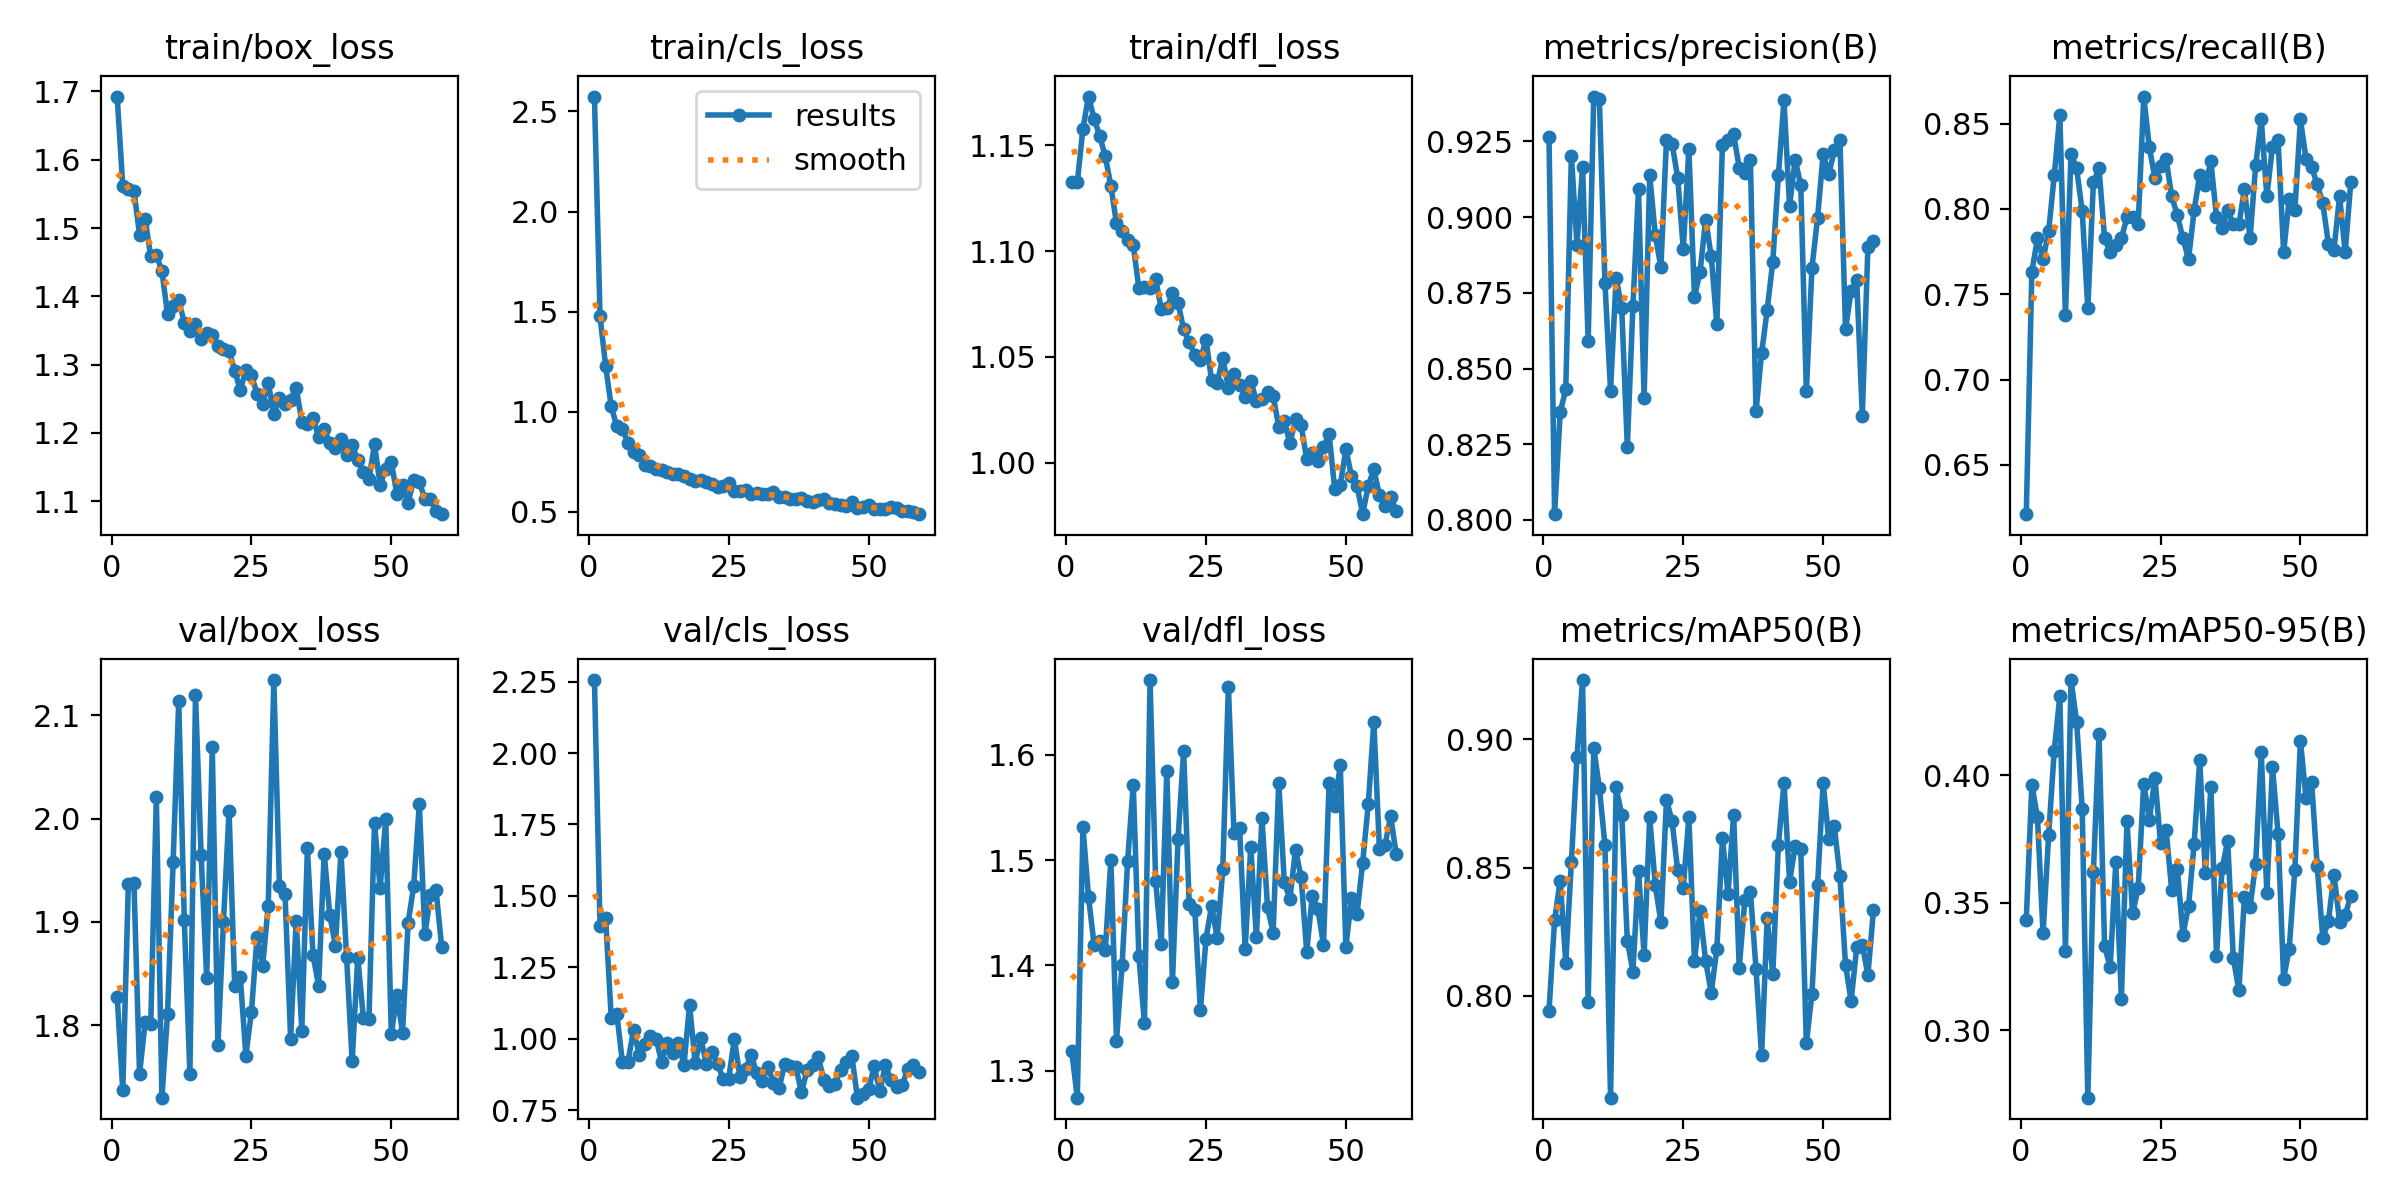 train/box_loss
1.7
1.6
1.5
1.4
1.3
1.2
1.1
0 25 50
train/cls_loss
results
smooth
2.5
2.0
1.5
1.0
0.5
0 25 50
train/dfl_loss
1.15
1.10
1.05
1.00
0 25 50
metrics/precision(B)
0.925
0.900
0.875
0.850
0.825
0.800
0 25 50
metrics/recall(B)
0.85
0.80
0.75
0.70
0.65
0 25 50
val/box_loss
2.1
2.0
1.9
1.8
0 25 50
val/cls_loss
2.25
2.00
1.75
1.50
1.25
1.00
0.75
0 25 50
val/dfl_loss
1.6
1.5
1.4
1.3
0 25 50
metrics/mAP50(B)
0.90
0.85
0.80
0 25 50
metrics/mAP50-95(B)
0.40
0.35
0.30
0 25 50